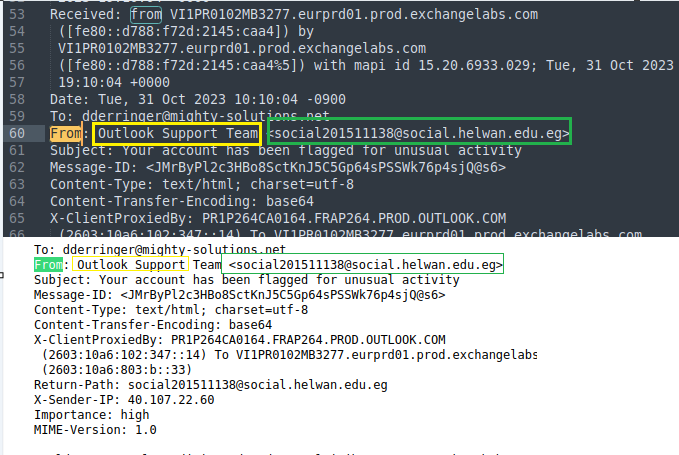 53 Received: from VI1PR0102MB3277.eurprd01.prod.exchangelabs.com
54 ([fe80::d788:f72d:2145:caa4]) by
55 VI1PR0102MB3277.eurprd01.prod.exchangelabs.com
56 ([fe80::d788:f72d:2145:caa4%5]) with mapi id 15.20.6933.029; Tue, 31 Oct 2023
57 19:10:04 +0000
58 Date: Tue, 31 Oct 2023 10:10:04 -0900
59 To: dderringer@mighty-solutions.net
60 From: Outlook Support Team <social201511138@social.helwan.edu.eg>
61 Subject: Your account has been flagged for unusual activity
62 Message-ID: <JMrByPl2c3HBo8SctKnJ5C5Gp64sPSSWk76p4sjQ@s6>
63 Content-Type: text/html; charset=utf-8
64 Content-Transfer-Encoding: base64
65 X-ClientProxiedBy: PR1P264CA0164.FRAP264.PROD.OUTLOOK.COM
66 (2603:10a6:102:347::14) To VI1PR0102MB3277.eurprd01.prod.exchangelabs.com
To: dderringer@mighty-solutions.net
From: Outlook Support Team <social201511138@social.helwan.edu.eg>
Subject: Your account has been flagged for unusual activity
Message-ID: <JMrByPl2c3HBo8SctKnJ5C5Gp64sPSSWk76p4sjQ@s6>
Content-Type: text/html; charset=utf-8
Content-Transfer-Encoding: base64
X-ClientProxiedBy: PR1P264CA0164.FRAP264.PROD.OUTLOOK.COM
(2603:10a6:102:347::14) To VI1PR0102MB3277.eurprd01.prod.exchangelabs
(2603:10a6:803:b::33)
Return-Path: social201511138@social.helwan.edu.eg
X-Sender-IP: 40.107.22.60
Importance: high
MIME-Version: 1.0